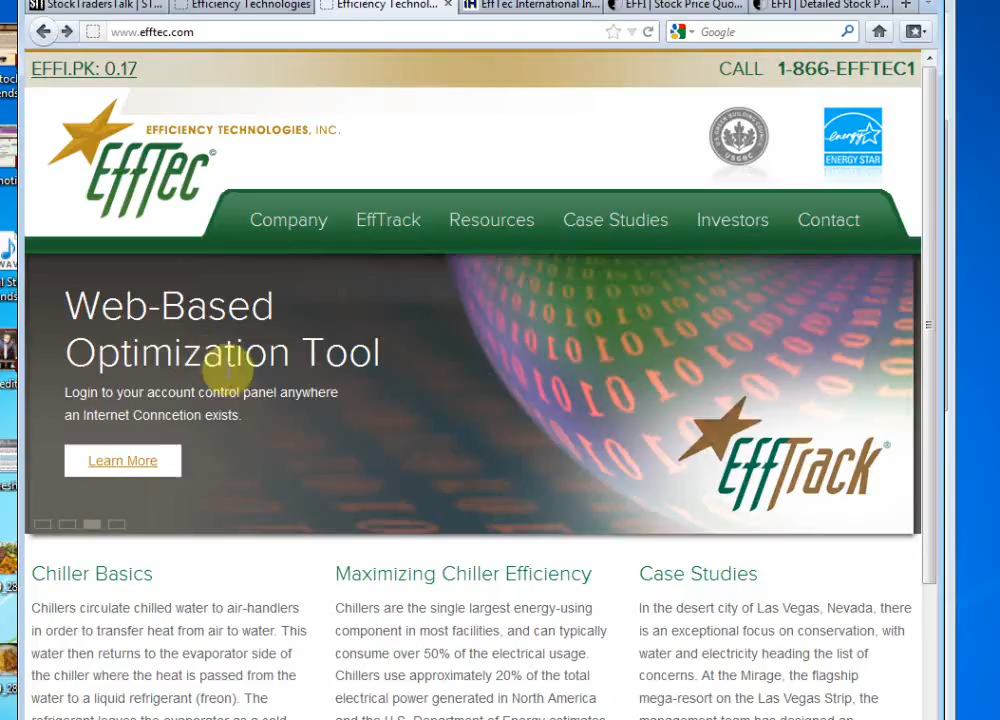 STI StockTradersTalk | ST...
Efficiency Technologies
Efficiency Technol...
EffTec International In...
EFFI | Stock Price Quo...
EFFI | Detailed Stock P...
www.efftec.com
Google
EFFI.PK: 0.17
CALL 1-866-EFFTEC1
EFFICIENCY TECHNOLOGIES, INC.
EffTec©
U.S. GREEN BUILDING COUNCIL
USGBC
energy
ENERGY STAR
Company EffTrack Resources Case Studies Investors Contact
Web-Based
Optimization Tool
Login to your account control panel anywhere
an Internet Conncetion exists.
Learn More
EffTrack®
Chiller Basics
Chillers circulate chilled water to air-handlers
in order to transfer heat from air to water. This
water then returns to the evaporator side of
the chiller where the heat is passed from the
water to a liquid refrigerant (freon). The
refrigerant leaves the evaporator as a cold
Maximizing Chiller Efficiency
Chillers are the single largest energy-using
component in most facilities, and can typically
consume over 50% of the electrical usage.
Chillers use approximately 20% of the total
electrical power generated in North America
and the U.S. Department of Energy estimates
Case Studies
In the desert city of Las Vegas, Nevada, there
is an exceptional focus on conservation, with
water and electricity heading the list of
concerns. At the Mirage, the flagship
mega-resort on the Las Vegas Strip, the
management team has designed an